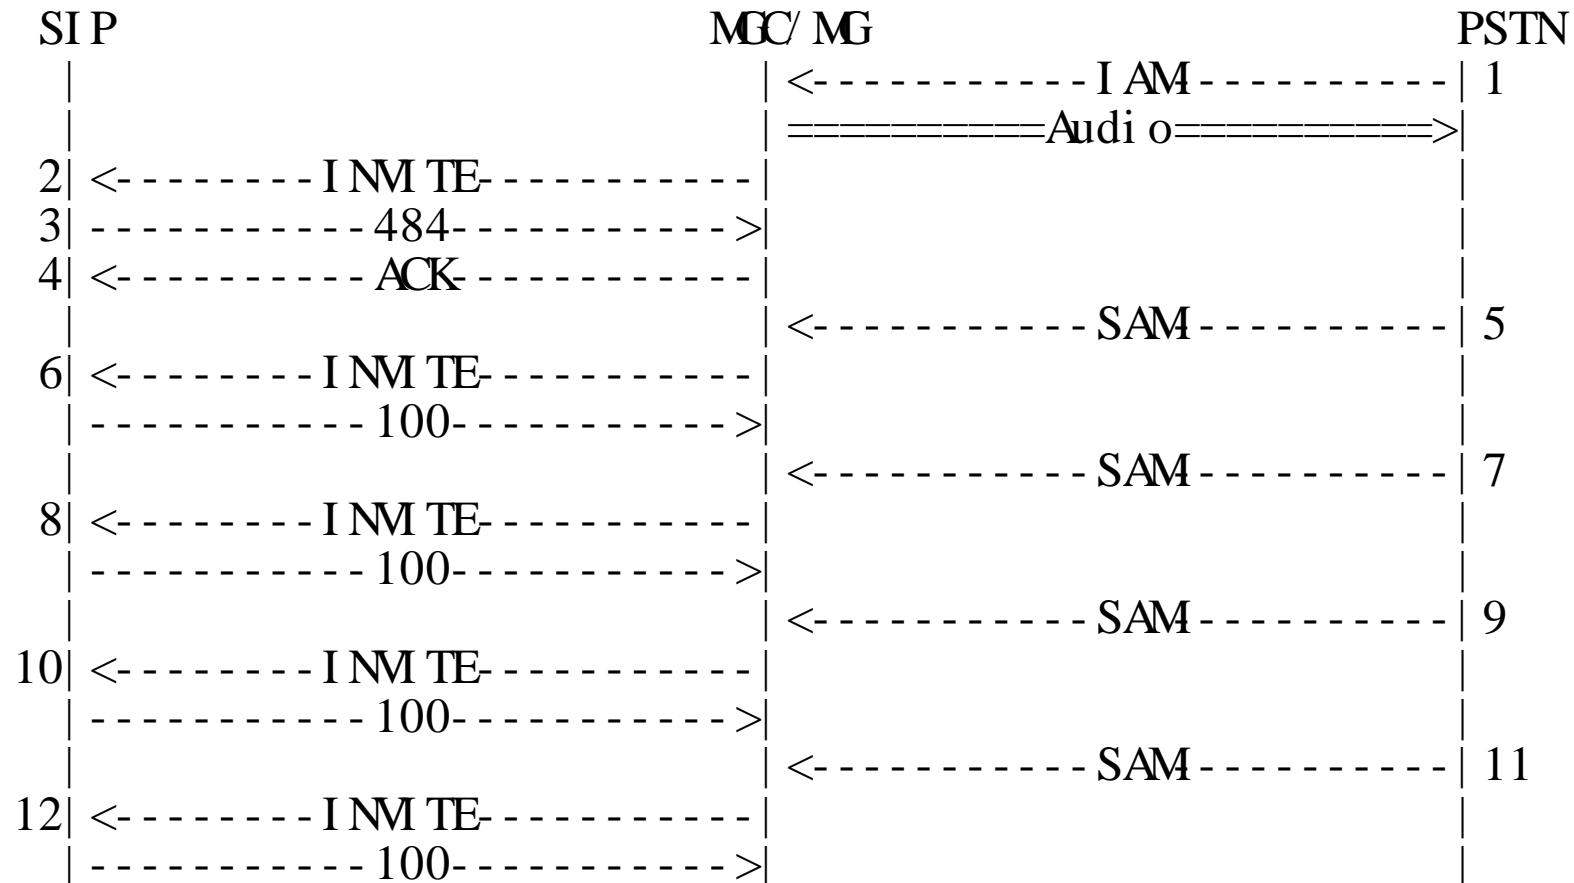 SIP MGC/MG PSTN
| |<-----------IAM-----------| 1
| |==========Audio==========>|
2|<---------INVITE-----------| |
3|-----------484------------>| |
4|<----------ACK------------| |
| |<-----------SAM-----------| 5
6|<---------INVITE-----------| |
|-----------100------------>| |
| |<-----------SAM-----------| 7
8|<---------INVITE-----------| |
|-----------100------------>| |
| |<-----------SAM-----------| 9
10|<---------INVITE-----------| |
|-----------100------------>| |
| |<-----------SAM-----------| 11
12|<---------INVITE-----------| |
|-----------100------------>| |